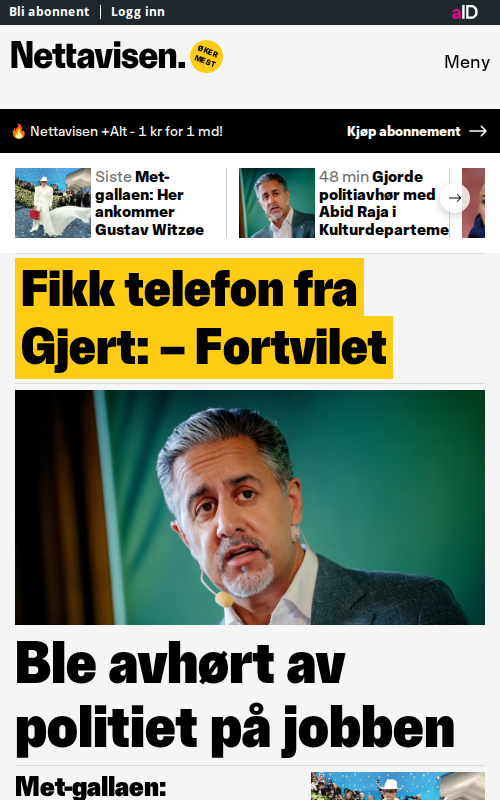 Bli abonnent
Logg inn
aID
Nettavisen.
ØKER
MEST
Meny
Nettavisen +Alt - 1 kr for 1 md!
Kjøp abonnement
Siste Met-
gallaen: Her
ankommer
Gustav Witzøe
48 min Gjorde
politiavhør med
Abid Raja i
Kulturdeparteme
Fikk telefon fra
Gjert: – Fortvilet
Ble avhørt av
politiet på jobben
Met-gallaen: